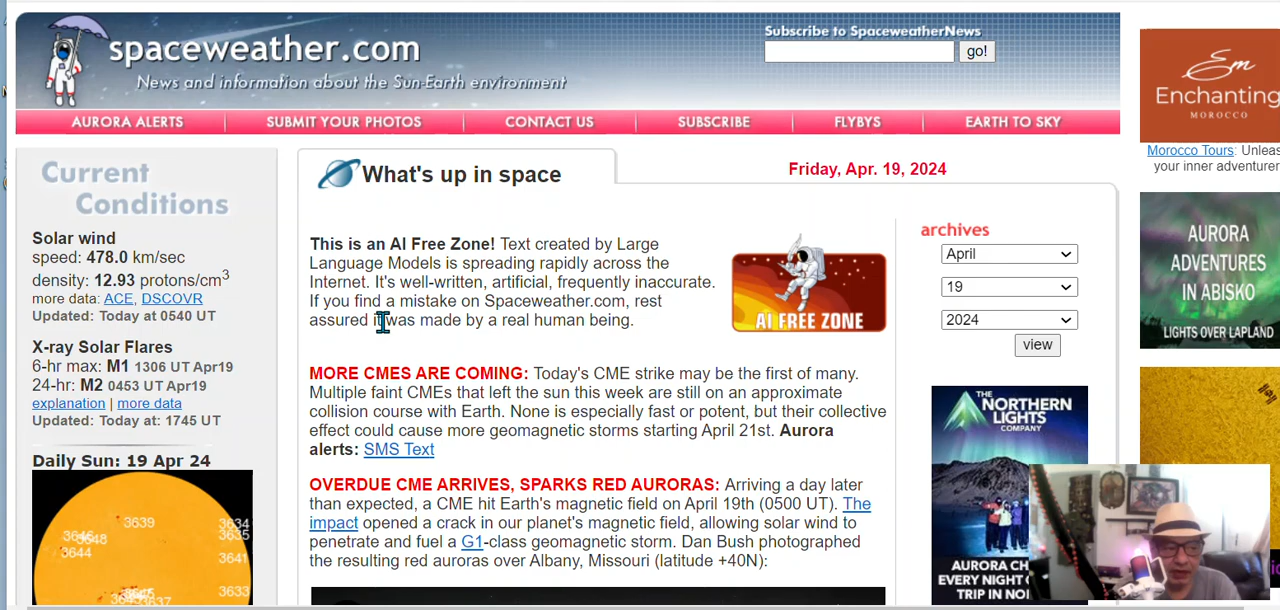 spaceweather.com
News and information about the Sun-Earth environment
Subscribe to SpaceweatherNews
go!
AURORA ALERTS
SUBMIT YOUR PHOTOS
CONTACT US
SUBSCRIBE
FLYBYS
EARTH TO SKY
Current
Conditions
Solar wind
speed: 478.0 km/sec
density: 12.93 protons/cm3
more data: ACE, DSCOVR
Updated: Today at 0540 UT
X-ray Solar Flares
6-hr max: M1 1306 UT Apr19
24-hr: M2 0453 UT Apr19
explanation | more data
Updated: Today at: 1745 UT
Daily Sun: 19 Apr 24
3639
3634
3635
3648
3644
3641
3633
3637
What's up in space
Friday, Apr. 19, 2024
This is an AI Free Zone! Text created by Large
Language Models is spreading rapidly across the
Internet. It's well-written, artificial, frequently inaccurate.
If you find a mistake on Spaceweather.com, rest
assured it was made by a real human being.
AI FREE ZONE
MORE CMES ARE COMING: Today's CME strike may be the first of many.
Multiple faint CMEs that left the sun this week are still on an approximate
collision course with Earth. None is especially fast or potent, but their collective
effect could cause more geomagnetic storms starting April 21st. Aurora
alerts: SMS Text
OVERDUE CME ARRIVES, SPARKS RED AURORAS: Arriving a day later
than expected, a CME hit Earth's magnetic field on April 19th (0500 UT). The
impact opened a crack in our planet's magnetic field, allowing solar wind to
penetrate and fuel a G1-class geomagnetic storm. Dan Bush photographed
the resulting red auroras over Albany, Missouri (latitude +40N):
archives
April
19
2024
view
THE
NORTHERN
LIGHTS
COMPANY
AURORA CH
EVERY NIGHT
TRIP IN NO
Em
Enchanting
MOROCCO
Morocco Tours: Unleas
your inner adventurer
AURORA
ADVENTURES
IN ABISKO
LIGHTS OVER LAPLAND